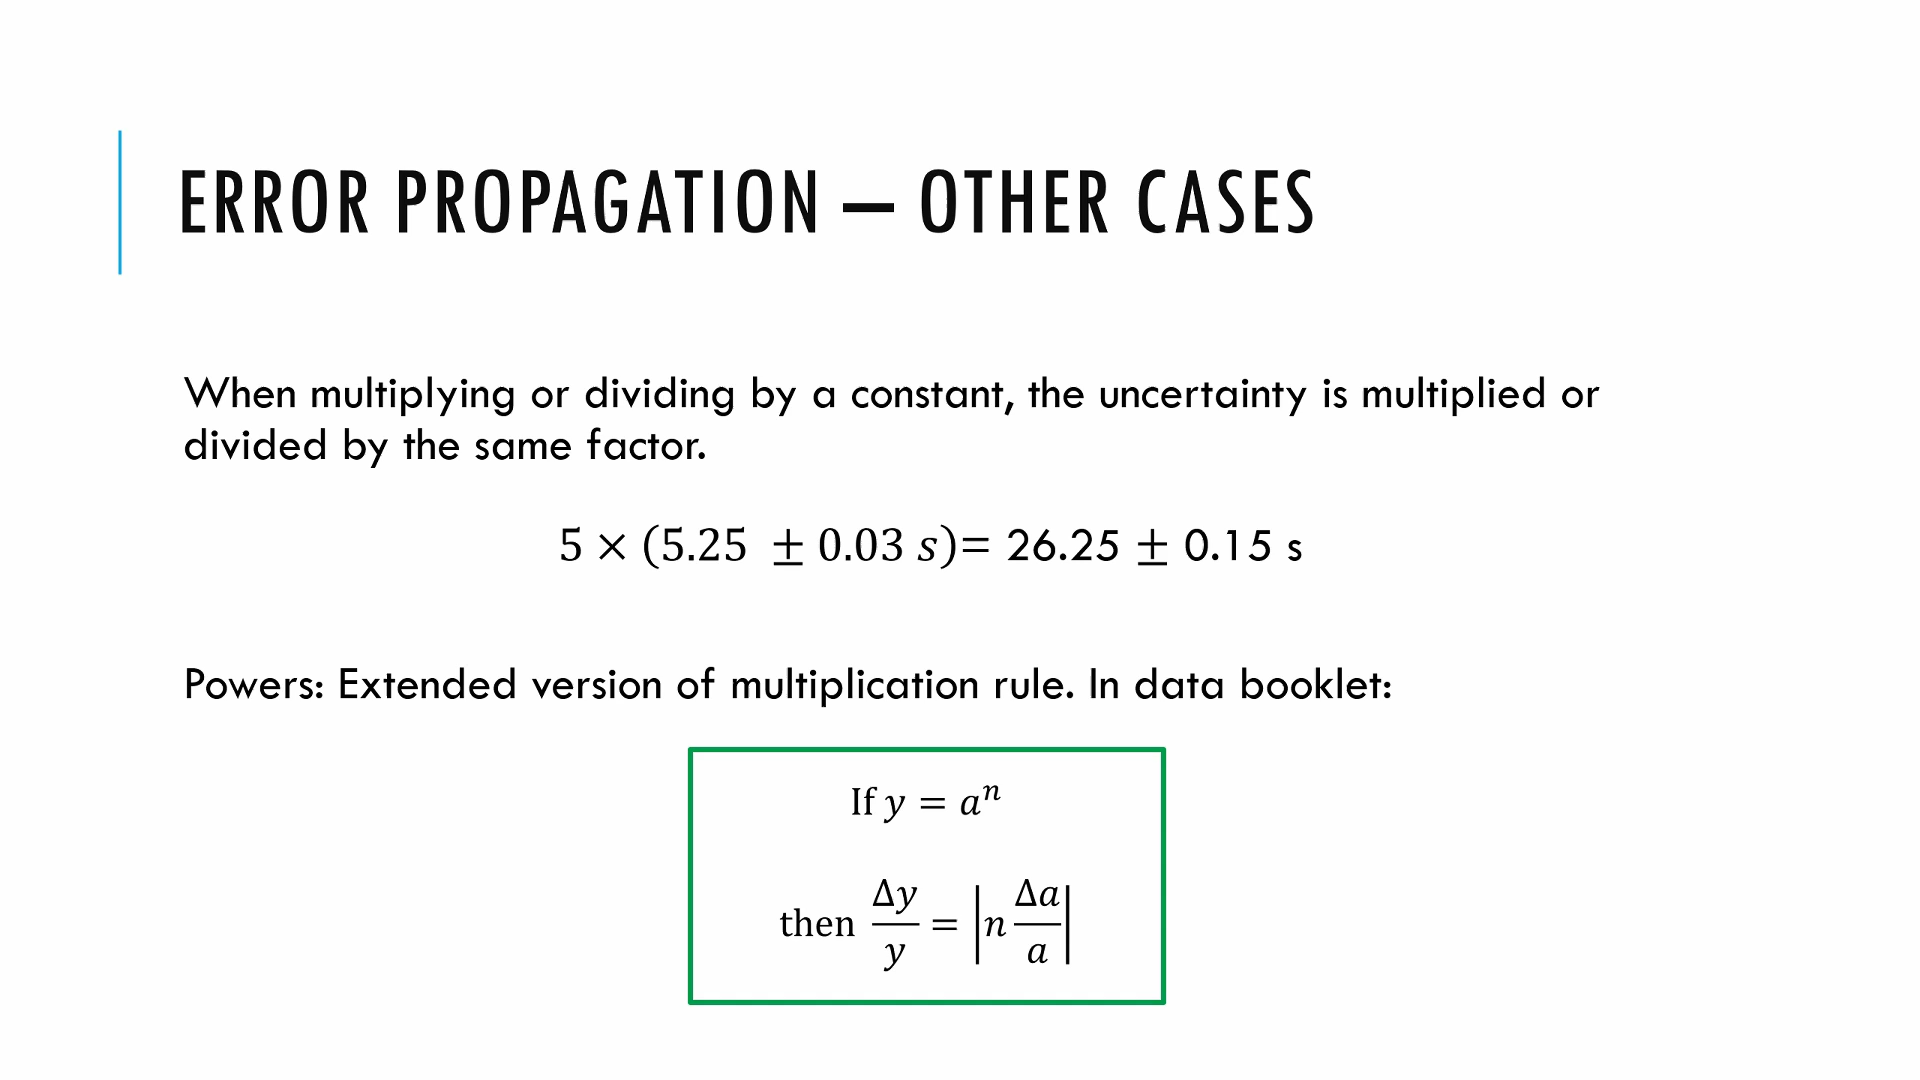 ERROR PROPAGATION – OTHER CASES
When multiplying or dividing by a constant, the uncertainty is multiplied or
divided by the same factor.
5 × (5.25 ± 0.03 s)= 26.25 ± 0.15 s
Powers: Extended version of multiplication rule. In data booklet:
If y = aⁿ
then Δy/y = |n Δa/a|